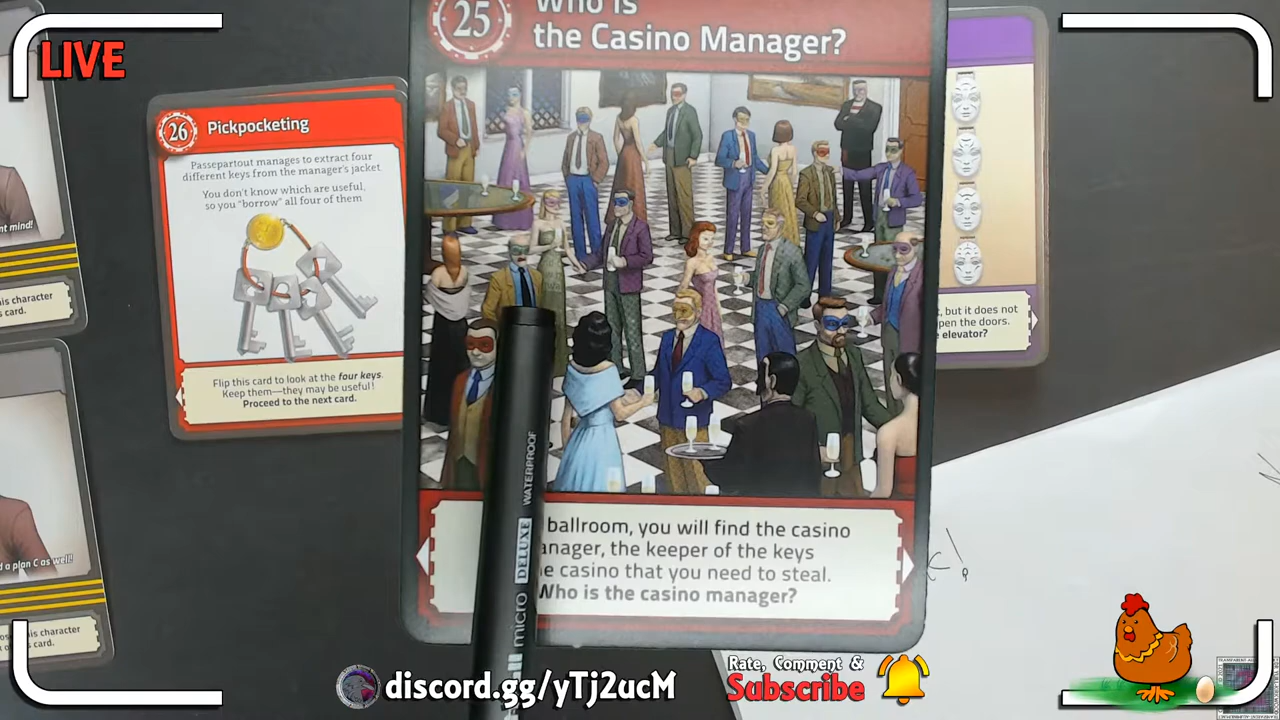 LIVE
25
Who is
the Casino Manager?
26
Pickpocketing
Passepartout manages to extract four
different keys from the manager's jacket
You don't know which are useful,
so you "borrow" all four of them
Flip this card to look at the four keys.
Keep them—they may be useful!
Proceed to the next card.
nt mind!
his character
s card.
d a plan C as well!
his character
card.
, but it does not
pen the doors.
elevator?
ballroom, you will find the casino
anager, the keeper of the keys
e casino that you need to steal.
Who is the casino manager?
micro DELUXE WATERPROOF
discord.gg/yTj2ucM
Rate, Comment &
Subscribe